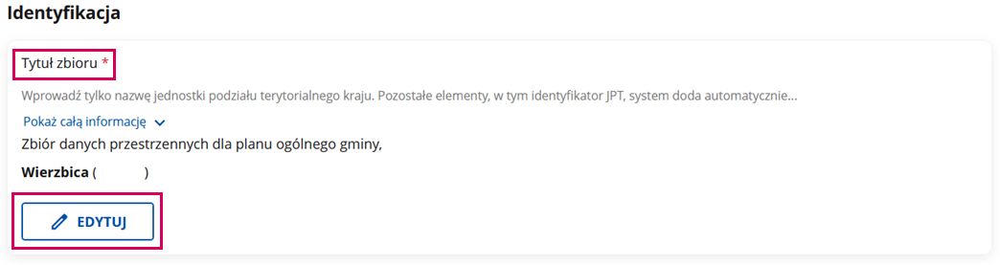 Identyfikacja
Tytuł zbioru *
Wprowadź tylko nazwę jednostki podziału terytorialnego kraju. Pozostałe elementy, w tym identyfikator JPT, system doda automatycznie...
Pokaż całą informację
Zbiór danych przestrzennych dla planu ogólnego gminy,
Wierzbica ( )
EDYTUJ